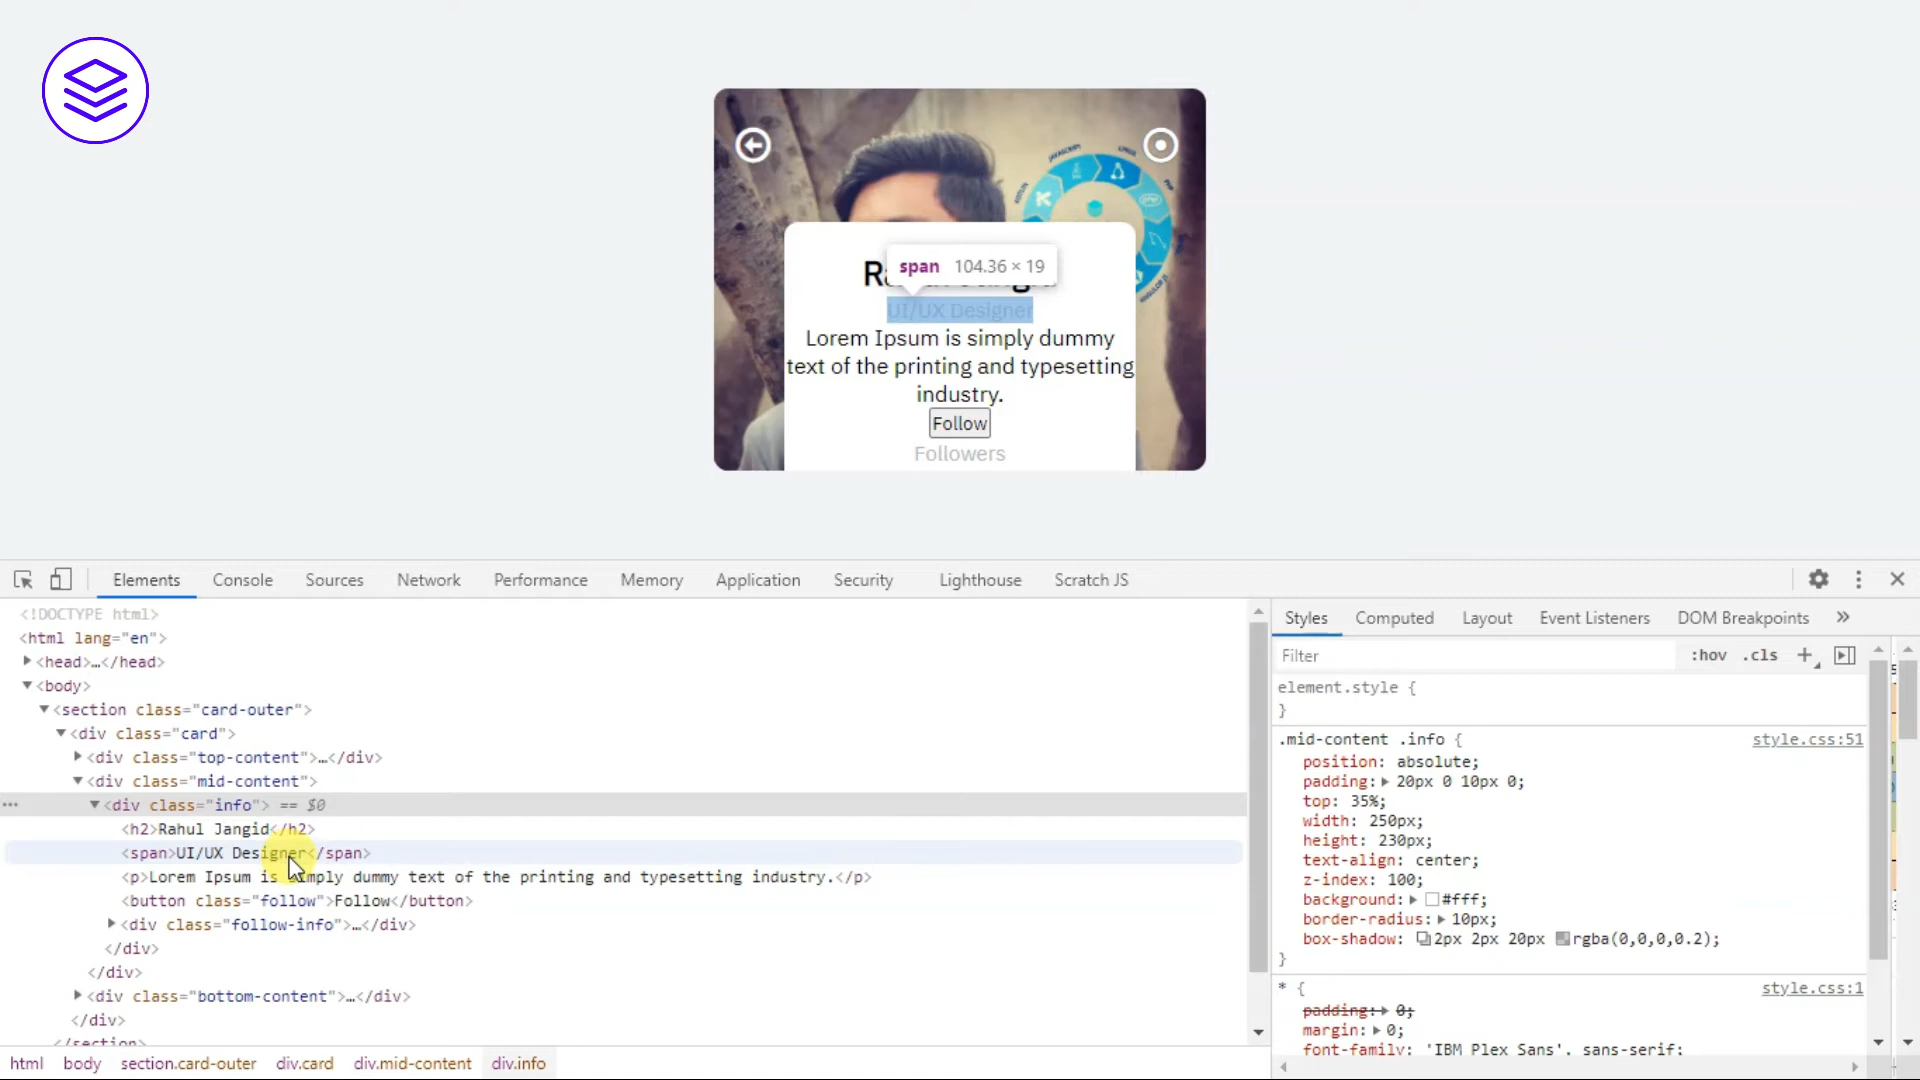 JAVASCRIPT
LINUX
KOTLIN
PHP
ANGULAR JS
span 104.36 × 19
UI/UX Designer
Lorem Ipsum is simply dummy
text of the printing and typesetting
industry.
Follow
Followers
Elements Console Sources Network Performance Memory Application Security Lighthouse Scratch JS
<!DOCTYPE html>
<html lang="en">
<head>…</head>
<body>
<section class="card-outer">
<div class="card">
<div class="top-content">…</div>
<div class="mid-content">
<div class="info"> == $0
<h2>Rahul Jangid</h2>
<span>UI/UX Designer</span>
<p>Lorem Ipsum is simply dummy text of the printing and typesetting industry.</p>
<button class="follow">Follow</button>
<div class="follow-info">…</div>
</div>
</div>
<div class="bottom-content">…</div>
</div>
</section>
html body section.card-outer div.card div.mid-content div.info
Styles Computed Layout Event Listeners DOM Breakpoints »
Filter :hov .cls +
element.style {
}
.mid-content .info { style.css:51
position: absolute;
padding: 20px 0 10px 0;
top: 35%;
width: 250px;
height: 230px;
text-align: center;
z-index: 100;
background: #fff;
border-radius: 10px;
box-shadow: 2px 2px 20px rgba(0,0,0,0.2);
}
* { style.css:1
padding: 0;
margin: 0;
font-family: 'IBM Plex Sans', sans-serif;